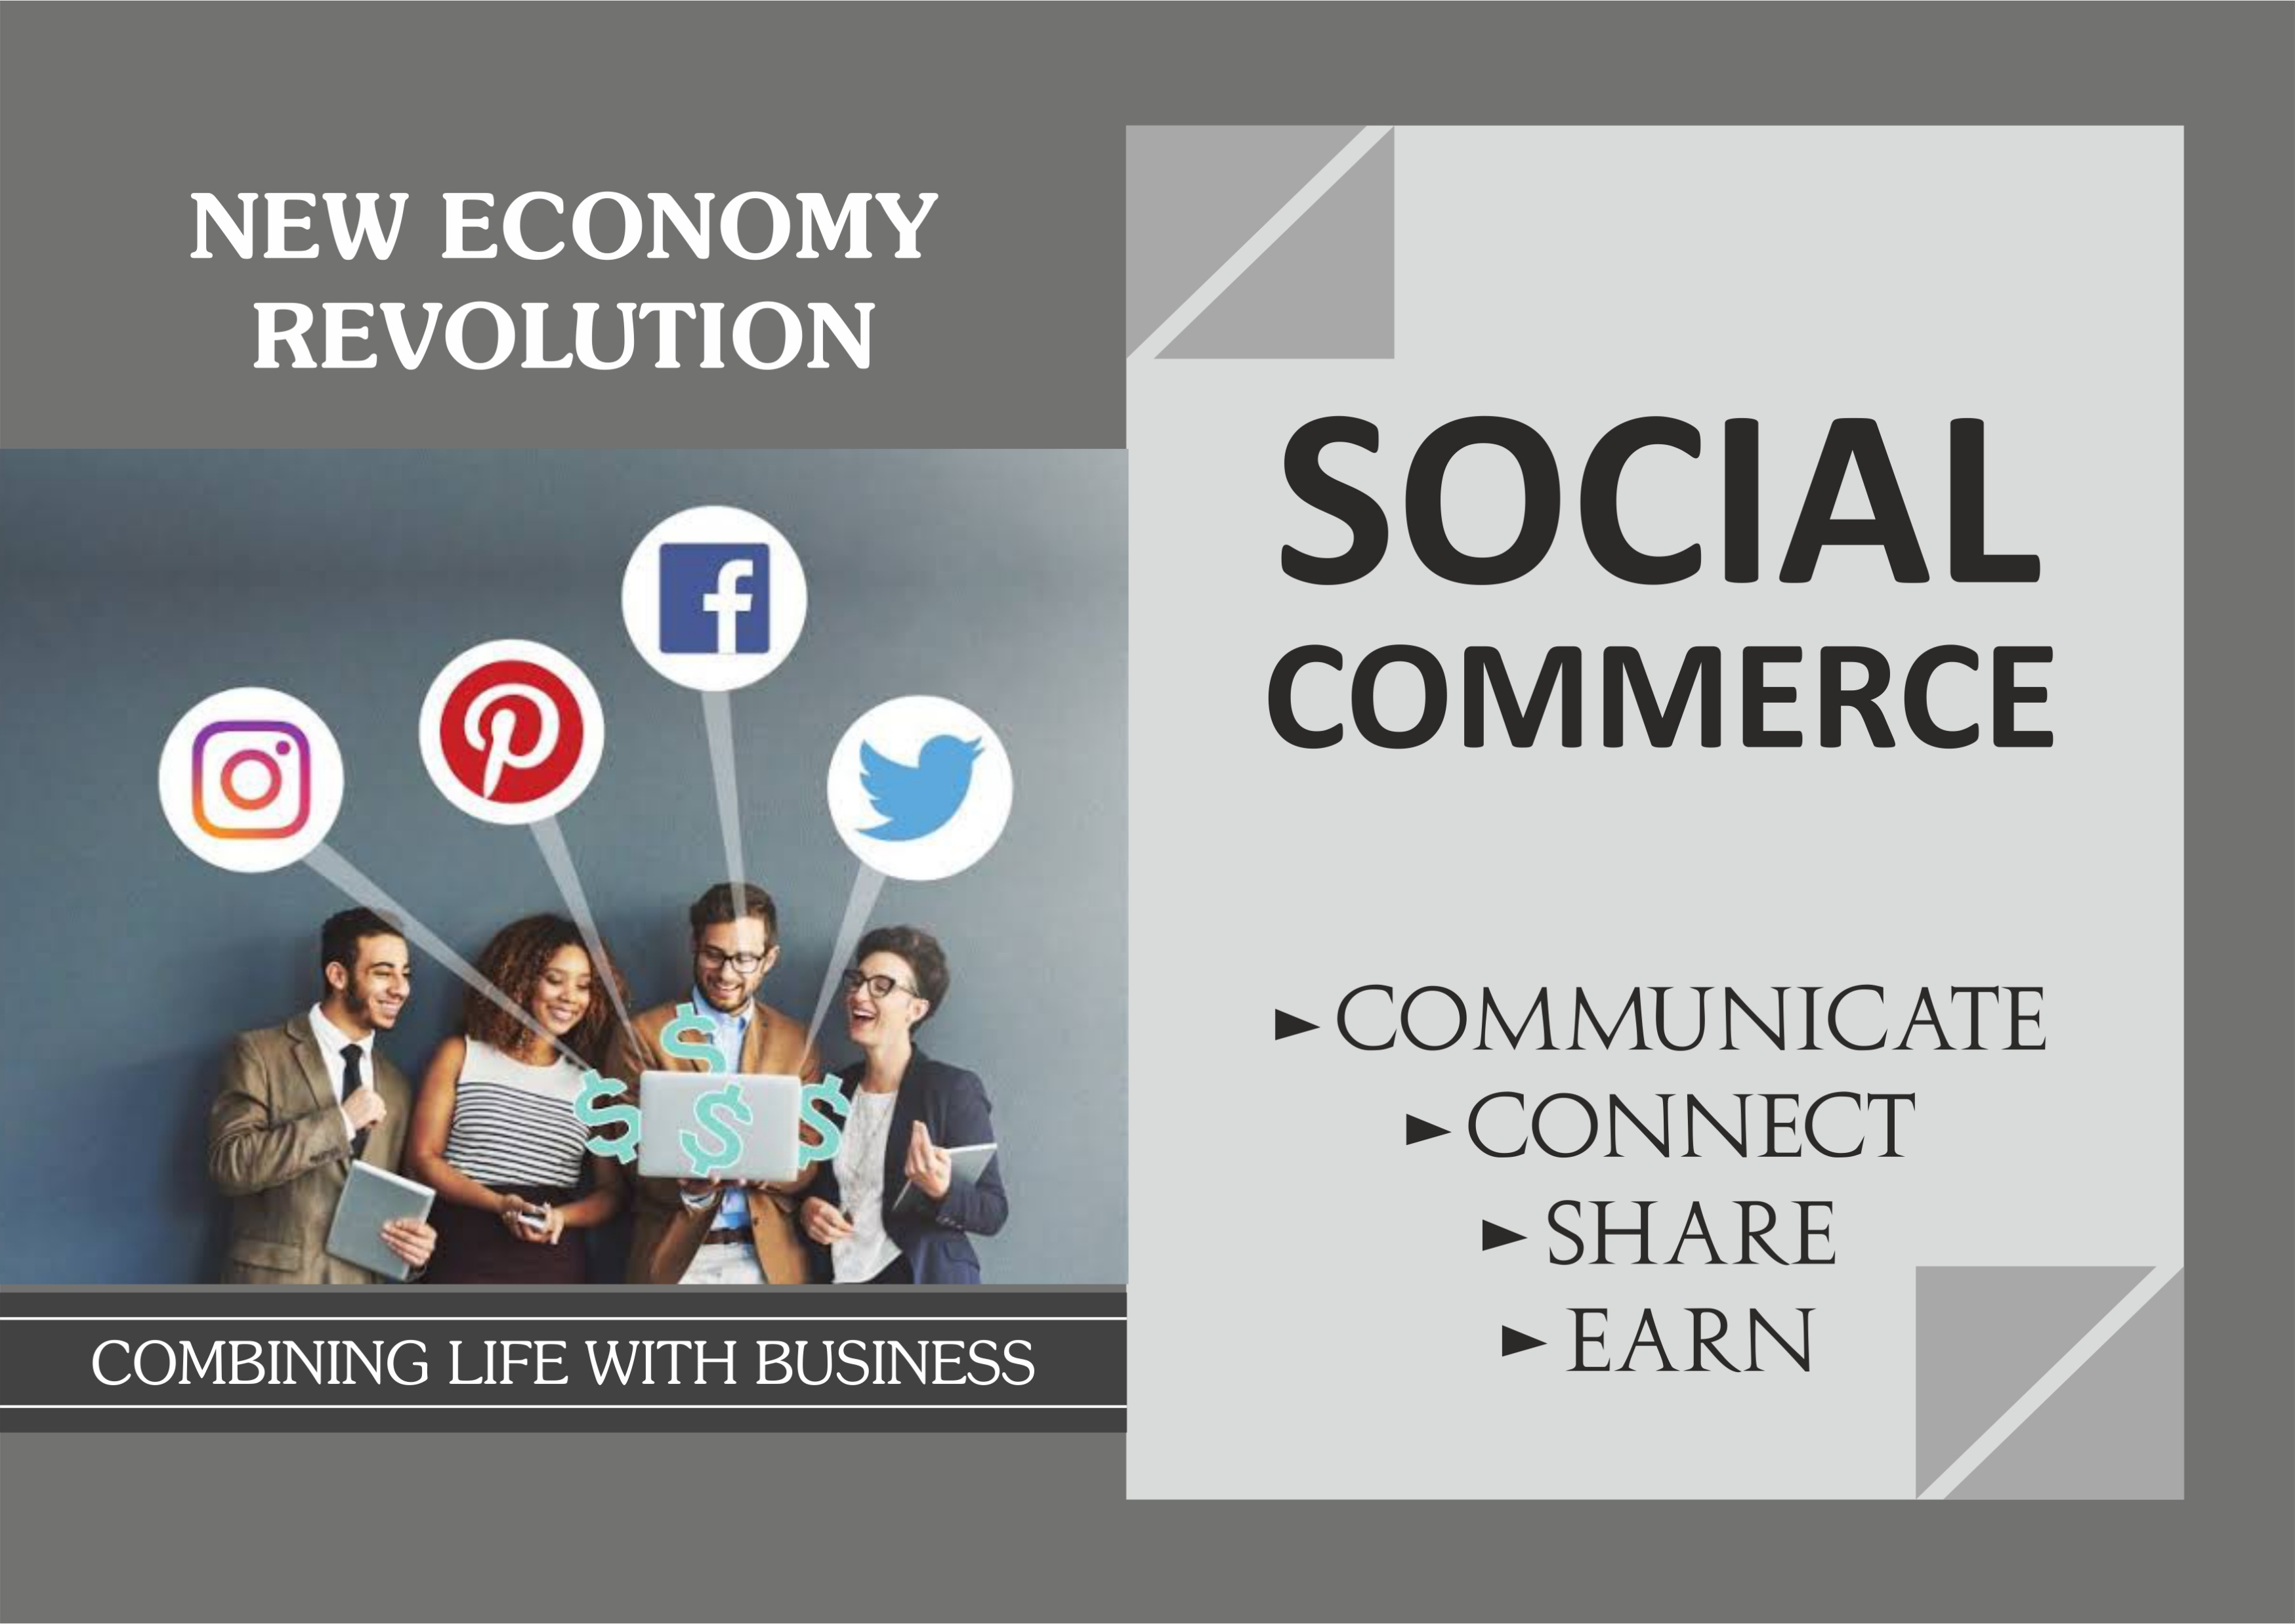 NEW ECONOMY
REVOLUTION
COMBINING LIFE WITH BUSINESS
SOCIAL
COMMERCE
► COMMUNICATE
► CONNECT
► SHARE
► EARN